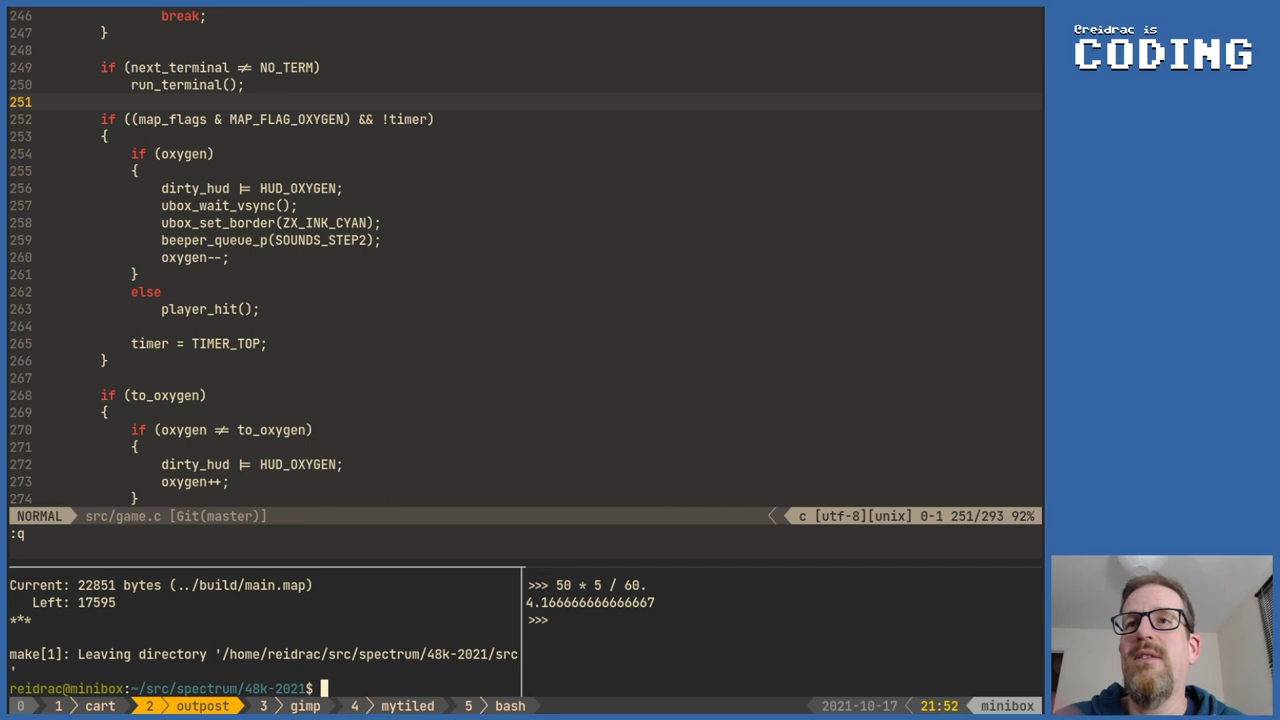 246                 break;
247         }
248
249         if (next_terminal ≠ NO_TERM)
250             run_terminal();
251
252         if ((map_flags & MAP_FLAG_OXYGEN) && !timer)
253         {
254             if (oxygen)
255             {
256                 dirty_hud |= HUD_OXYGEN;
257                 ubox_wait_vsync();
258                 ubox_set_border(ZX_INK_CYAN);
259                 beeper_queue_p(SOUNDS_STEP2);
260                 oxygen--;
261             }
262             else
263                 player_hit();
264
265             timer = TIMER_TOP;
266         }
267
268         if (to_oxygen)
269         {
270             if (oxygen ≠ to_oxygen)
271             {
272                 dirty_hud |= HUD_OXYGEN;
273                 oxygen++;
274             }
NORMAL src/game.c [Git(master)] c [utf-8][unix] 0-1 251/293 92%
:q
Current: 22851 bytes (../build/main.map)
Left: 17595
***
make[1]: Leaving directory '/home/reidrac/src/spectrum/48k-2021/src
'
reidrac@minibox:~/src/spectrum/48k-2021$
>>> 50 * 5 / 60.
4.166666666666667
>>>
0 1 cart 2 outpost 3 gimp 4 mytiled 5 bash 2021-10-17 21:52 minibox
@reidrac is
CODING